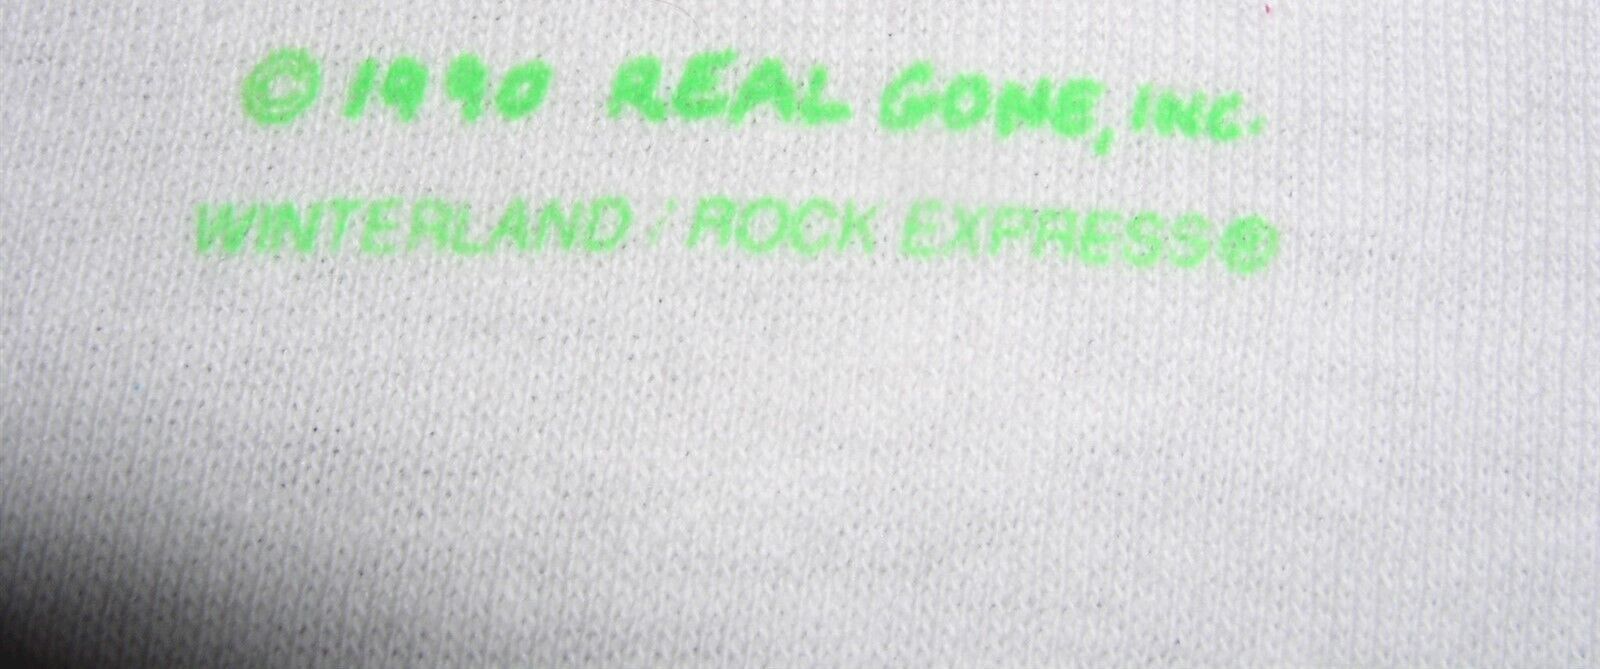 © 1990 REAL GONE, INC.
WINTERLAND / ROCK EXPRESS®